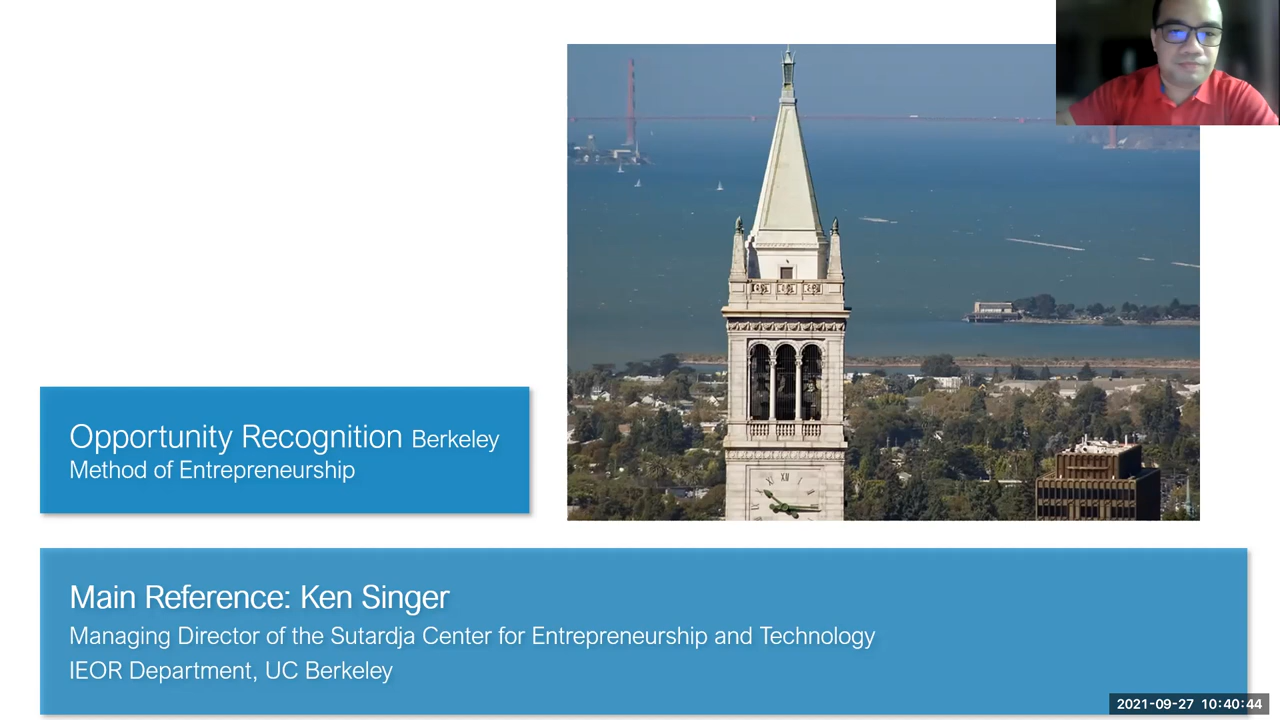 Opportunity Recognition Berkeley
Method of Entrepreneurship
XII
Main Reference: Ken Singer
Managing Director of the Sutardja Center for Entrepreneurship and Technology
IEOR Department, UC Berkeley
2021-09-27 10:40:44